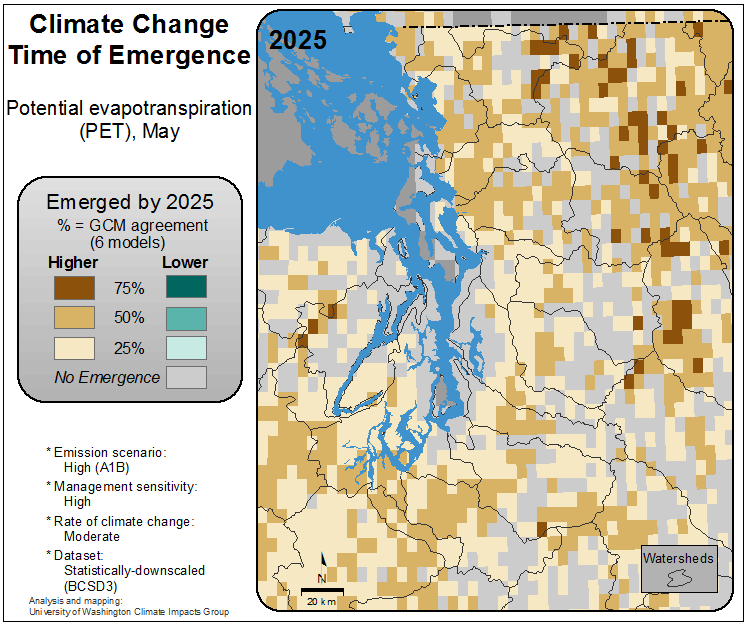 Climate Change
Time of Emergence
Potential evapotranspiration
(PET), May
Emerged by 2025
% = GCM agreement
(6 models)
Higher Lower
75%
50%
25%
No Emergence
* Emission scenario:
High (A1B)
* Management sensitivity:
High
* Rate of climate change:
Moderate
* Dataset:
Statistically-downscaled
(BCSD3)
Analysis and mapping:
University of Washington Climate Impacts Group
2025
N
20 km
Watersheds